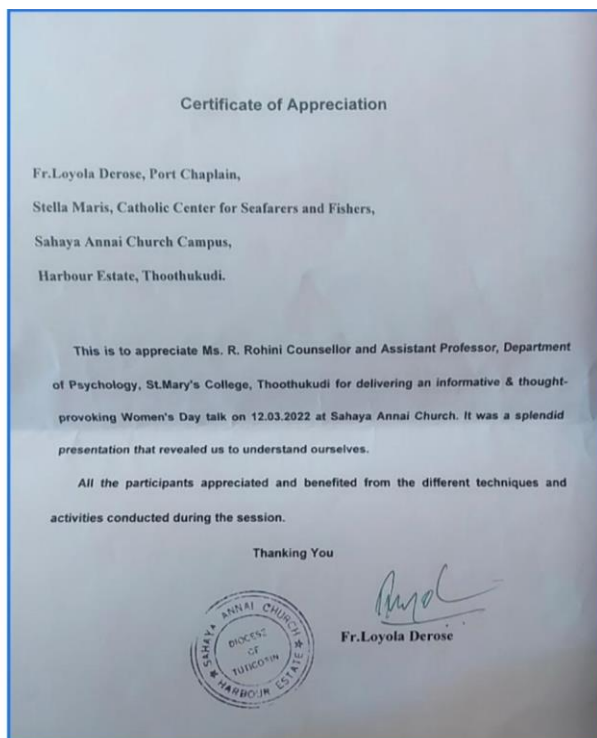 Certificate of Appreciation
Fr.Loyola Derose, Port Chaplain,
Stella Maris, Catholic Center for Seafarers and Fishers,
Sahaya Annai Church Campus,
Harbour Estate, Thoothukudi.
This is to appreciate Ms. R. Rohini Counsellor and Assistant Professor, Department
of Psychology, St.Mary's College, Thoothukudi for delivering an informative & thought-
provoking Women's Day talk on 12.03.2022 at Sahaya Annai Church. It was a splendid
presentation that revealed us to understand ourselves.
All the participants appreciated and benefited from the different techniques and
activities conducted during the session.
Thanking You
SAHAYA ANNAI CHURCH
HARBOUR ESTATE
DIOCESE
OF
TUTICORIN
Fr.Loyola Derose